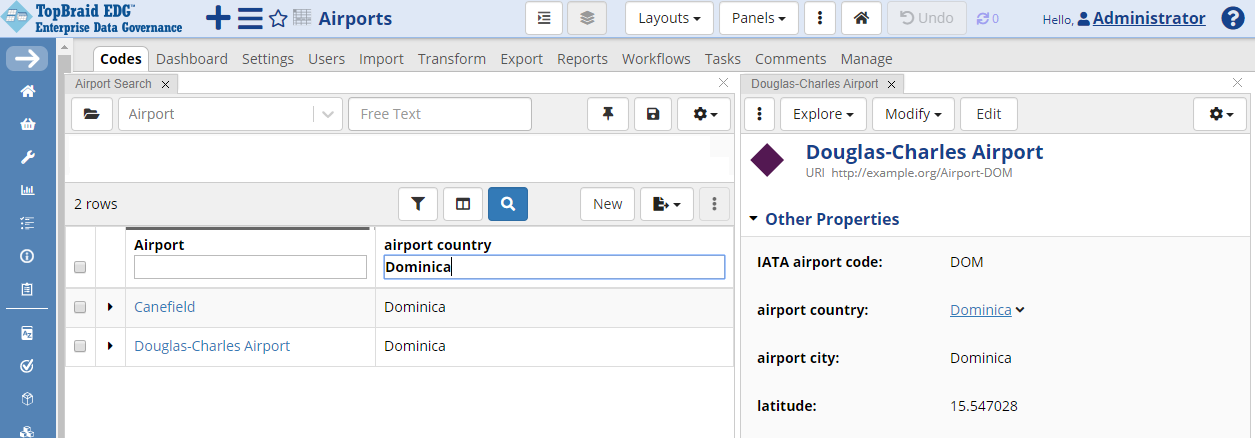 TopBraid EDG
Enterprise Data Governance
Airports
Layouts
Panels
Undo
0
Hello, Administrator
?
Codes Dashboard Settings Users Import Transform Export Reports Workflows Tasks Comments Manage
Airport Search
Airport
Free Text
2 rows
New
Airport
airport country
Dominica
Canefield
Dominica
Douglas-Charles Airport
Dominica
Douglas-Charles Airport
Explore
Modify
Edit
Douglas-Charles Airport
URI http://example.org/Airport-DOM
Other Properties
IATA airport code: DOM
airport country: Dominica
airport city: Dominica
latitude: 15.547028